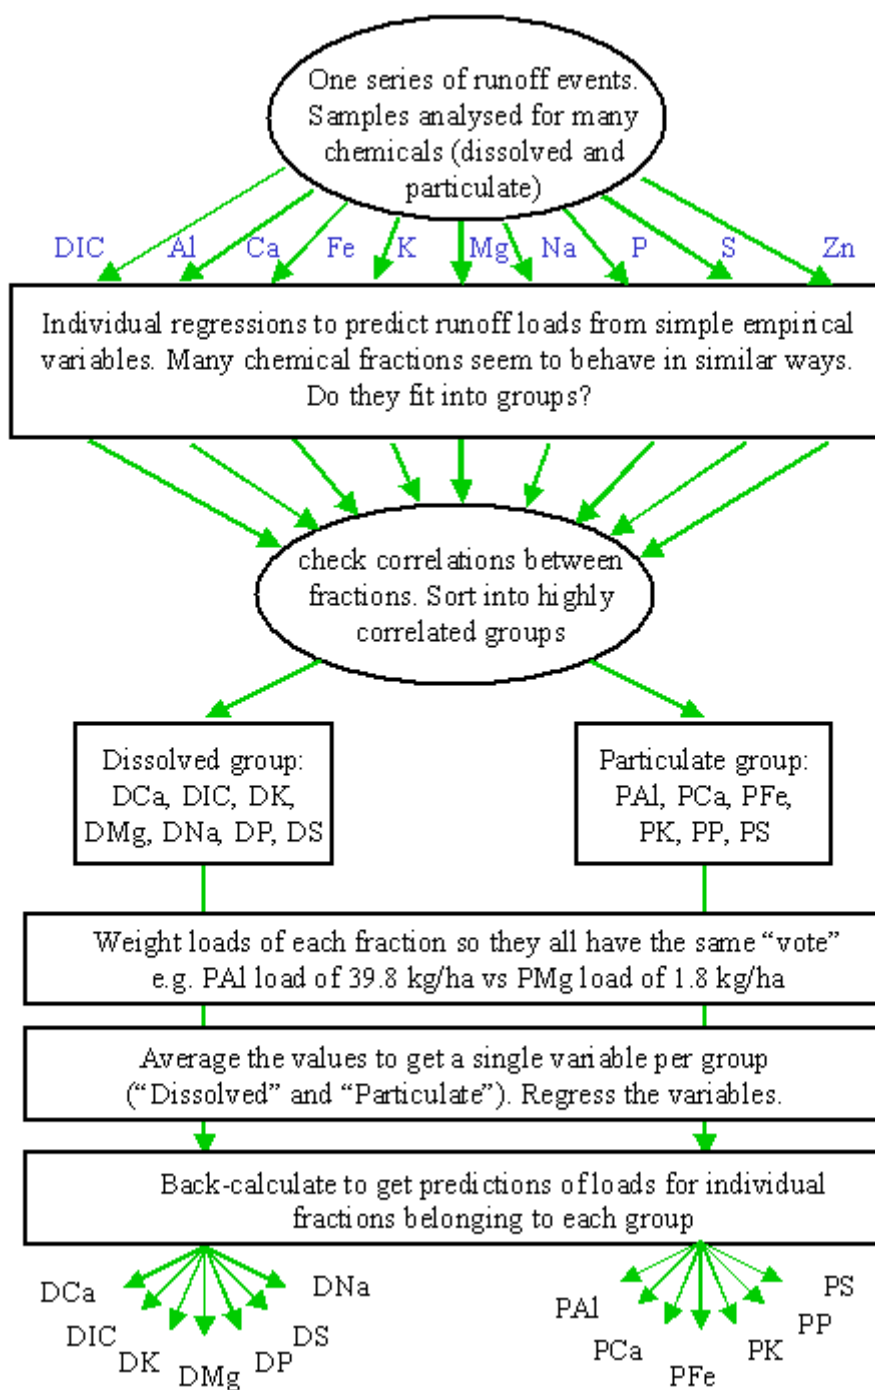 One series of runoff events.
Samples analysed for many
chemicals (dissolved and
particulate)
DIC Al Ca Fe K Mg Na P S Zn
Individual regressions to predict runoff loads from simple empirical
variables. Many chemical fractions seem to behave in similar ways.
Do they fit into groups?
check correlations between
fractions. Sort into highly
correlated groups
Dissolved group:
DCa, DIC, DK,
DMg, DNa, DP, DS
Particulate group:
PAl, PCa, PFe,
PK, PP, PS
Weight loads of each fraction so they all have the same “vote”
e.g. PAl load of 39.8 kg/ha vs PMg load of 1.8 kg/ha
Average the values to get a single variable per group
(“Dissolved” and “Particulate”). Regress the variables.
Back-calculate to get predictions of loads for individual
fractions belonging to each group
DCa
DIC
DK
DMg
DP
DS
DNa
PAl
PCa
PFe
PK
PP
PS